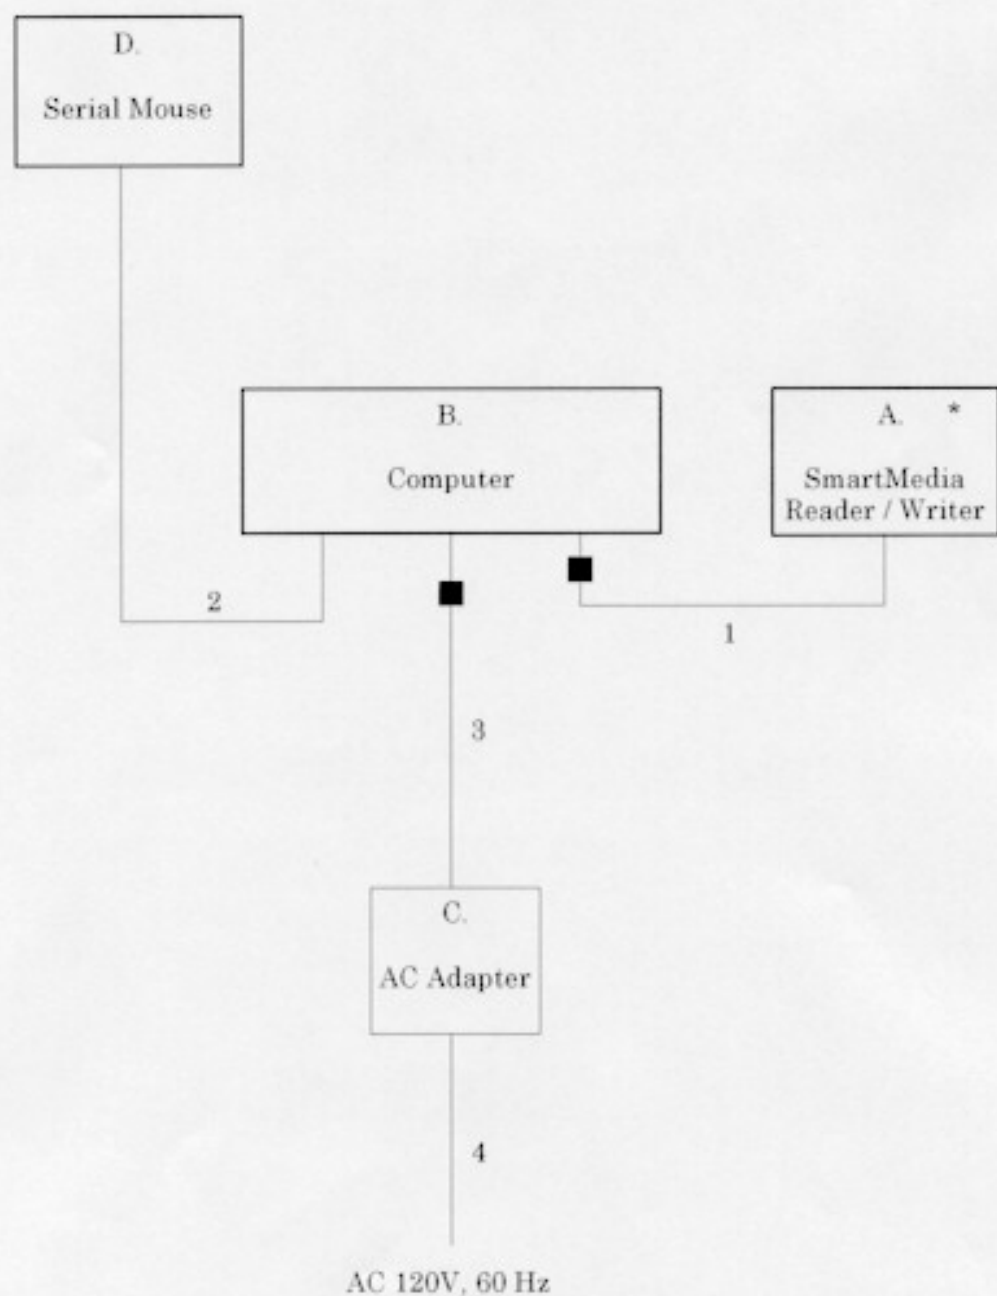 D.
Serial Mouse
B.
Computer
A. *
SmartMedia
Reader / Writer
2
1
3
C.
AC Adapter
4
AC 120V, 60 Hz